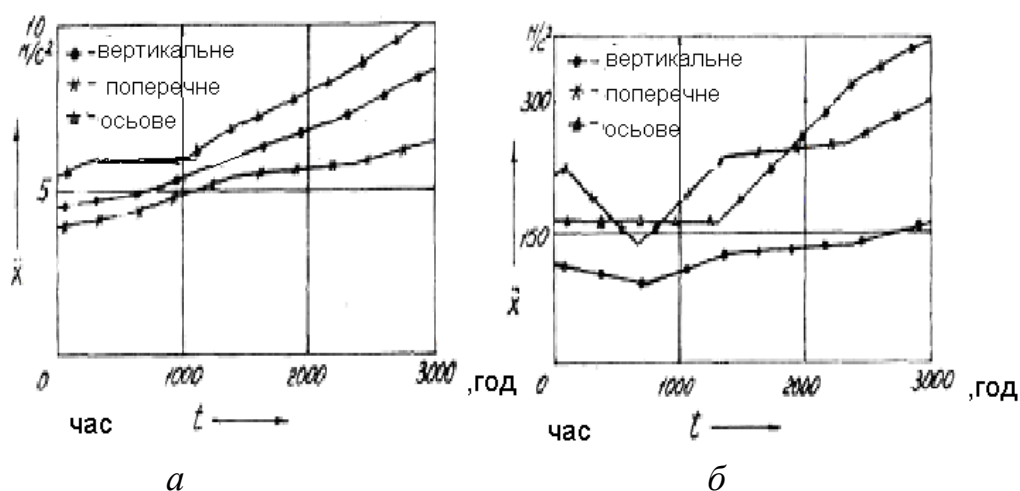 10
м/с²
вертикальне
поперечне
осьове
5
ẍ
0 1000 2000 3000 ,год
час t
а
м/с²
вертикальне
поперечне
осьове
300
150
ẍ
0 1000 2000 3000 ,год
час t
б